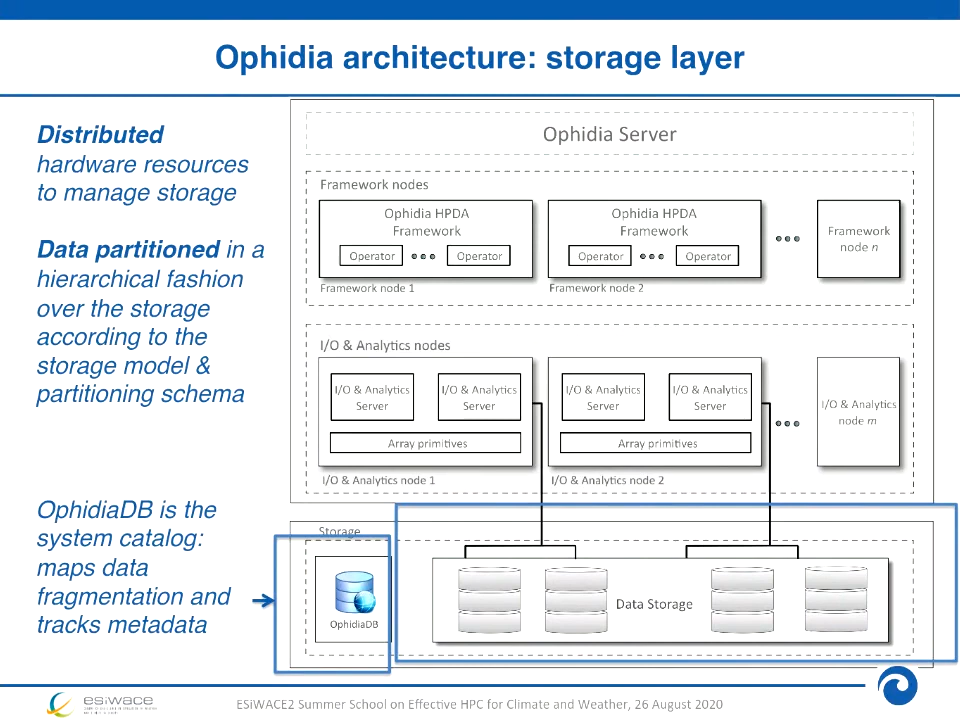 Ophidia architecture: storage layer
Distributed
hardware resources
to manage storage
Data partitioned in a
hierarchical fashion
over the storage
according to the
storage model &
partitioning schema
OphidiaDB is the
system catalog:
maps data
fragmentation and
tracks metadata
Ophidia Server
Framework nodes
Ophidia HPDA
Framework
Operator
Operator
Framework node 1
Ophidia HPDA
Framework
Operator
Operator
Framework node 2
Framework
node n
I/O & Analytics nodes
I/O & Analytics
Server
I/O & Analytics
Server
Array primitives
I/O & Analytics node 1
I/O & Analytics
Server
I/O & Analytics
Server
Array primitives
I/O & Analytics node 2
I/O & Analytics
node m
Storage
OphidiaDB
Data Storage
esiwace
ESiWACE2 Summer School on Effective HPC for Climate and Weather, 26 August 2020